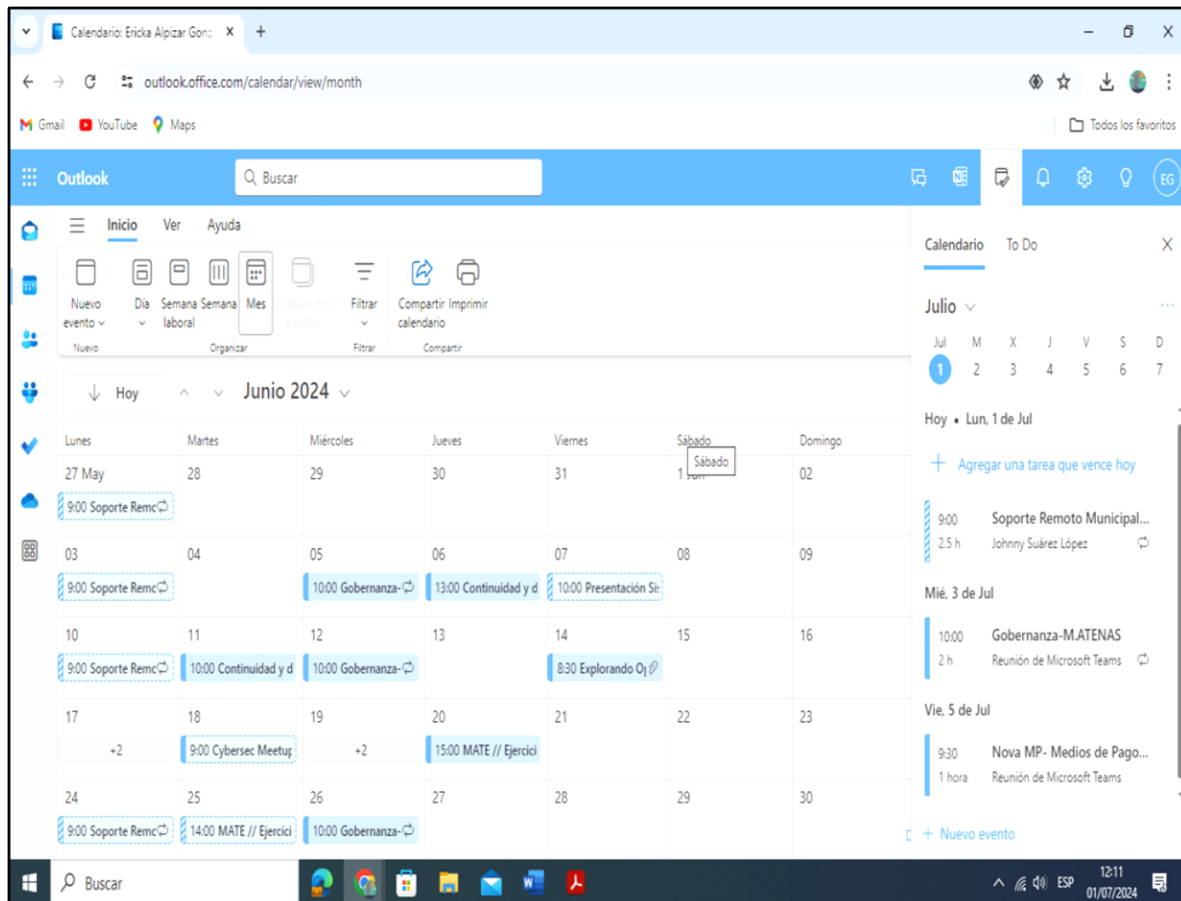 Calendario: Ericka Alpizar Gonz
outlook.office.com/calendar/view/month
Gmail YouTube Maps Todos los favoritos
Outlook Buscar EG
Inicio Ver Ayuda
Nuevo evento Día Semana laboral Semana Mes Filtrar Compartir calendario Imprimir
Nuevo Organizar Filtrar Compartir
Hoy Junio 2024
Lunes Martes Miércoles Jueves Viernes Sábado Domingo
Sábado
27 May 28 29 30 31 1 Jun 02
9:00 Soporte Remo
03 04 05 06 07 08 09
9:00 Soporte Remo 10:00 Gobernanza- 13:00 Continuidad y d 10:00 Presentación Si
10 11 12 13 14 15 16
9:00 Soporte Remo 10:00 Continuidad y d 10:00 Gobernanza- 8:30 Explorando O
17 18 19 20 21 22 23
+2 9:00 Cybersec Meetup +2 15:00 MATE // Ejercici
24 25 26 27 28 29 30
9:00 Soporte Remo 14:00 MATE // Ejercici 10:00 Gobernanza-
Calendario To Do
Julio
Jul M X J V S D
1 2 3 4 5 6 7
Hoy • Lun, 1 de Jul
Agregar una tarea que vence hoy
9:00 Soporte Remoto Municipal...
2.5 h Johnny Suárez López
Mié, 3 de Jul
10:00 Gobernanza-M.ATENAS
2 h Reunión de Microsoft Teams
Vie, 5 de Jul
9:30 Nova MP- Medios de Pago...
1 hora Reunión de Microsoft Teams
Nuevo evento
Buscar ESP 12:11
01/07/2024